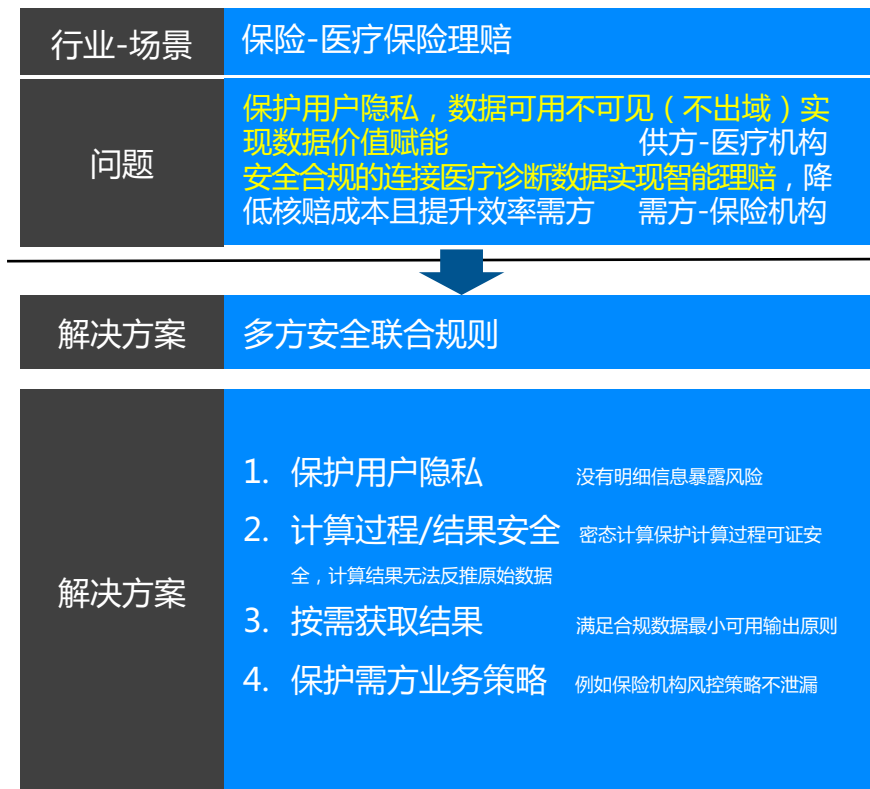 行业-场景
保险-医疗保险理赔
问题
保护用户隐私，数据可用不可见（不出域）实
现数据价值赋能 供方-医疗机构
安全合规的连接医疗诊断数据实现智能理赔，降
低核赔成本且提升效率需方 需方-保险机构
解决方案
多方安全联合规则
解决方案
1. 保护用户隐私 没有明细信息暴露风险
2. 计算过程/结果安全 密态计算保护计算过程可证安
全，计算结果无法反推原始数据
3. 按需获取结果 满足合规数据最小可用输出原则
4. 保护需方业务策略 例如保险机构风控策略不泄漏